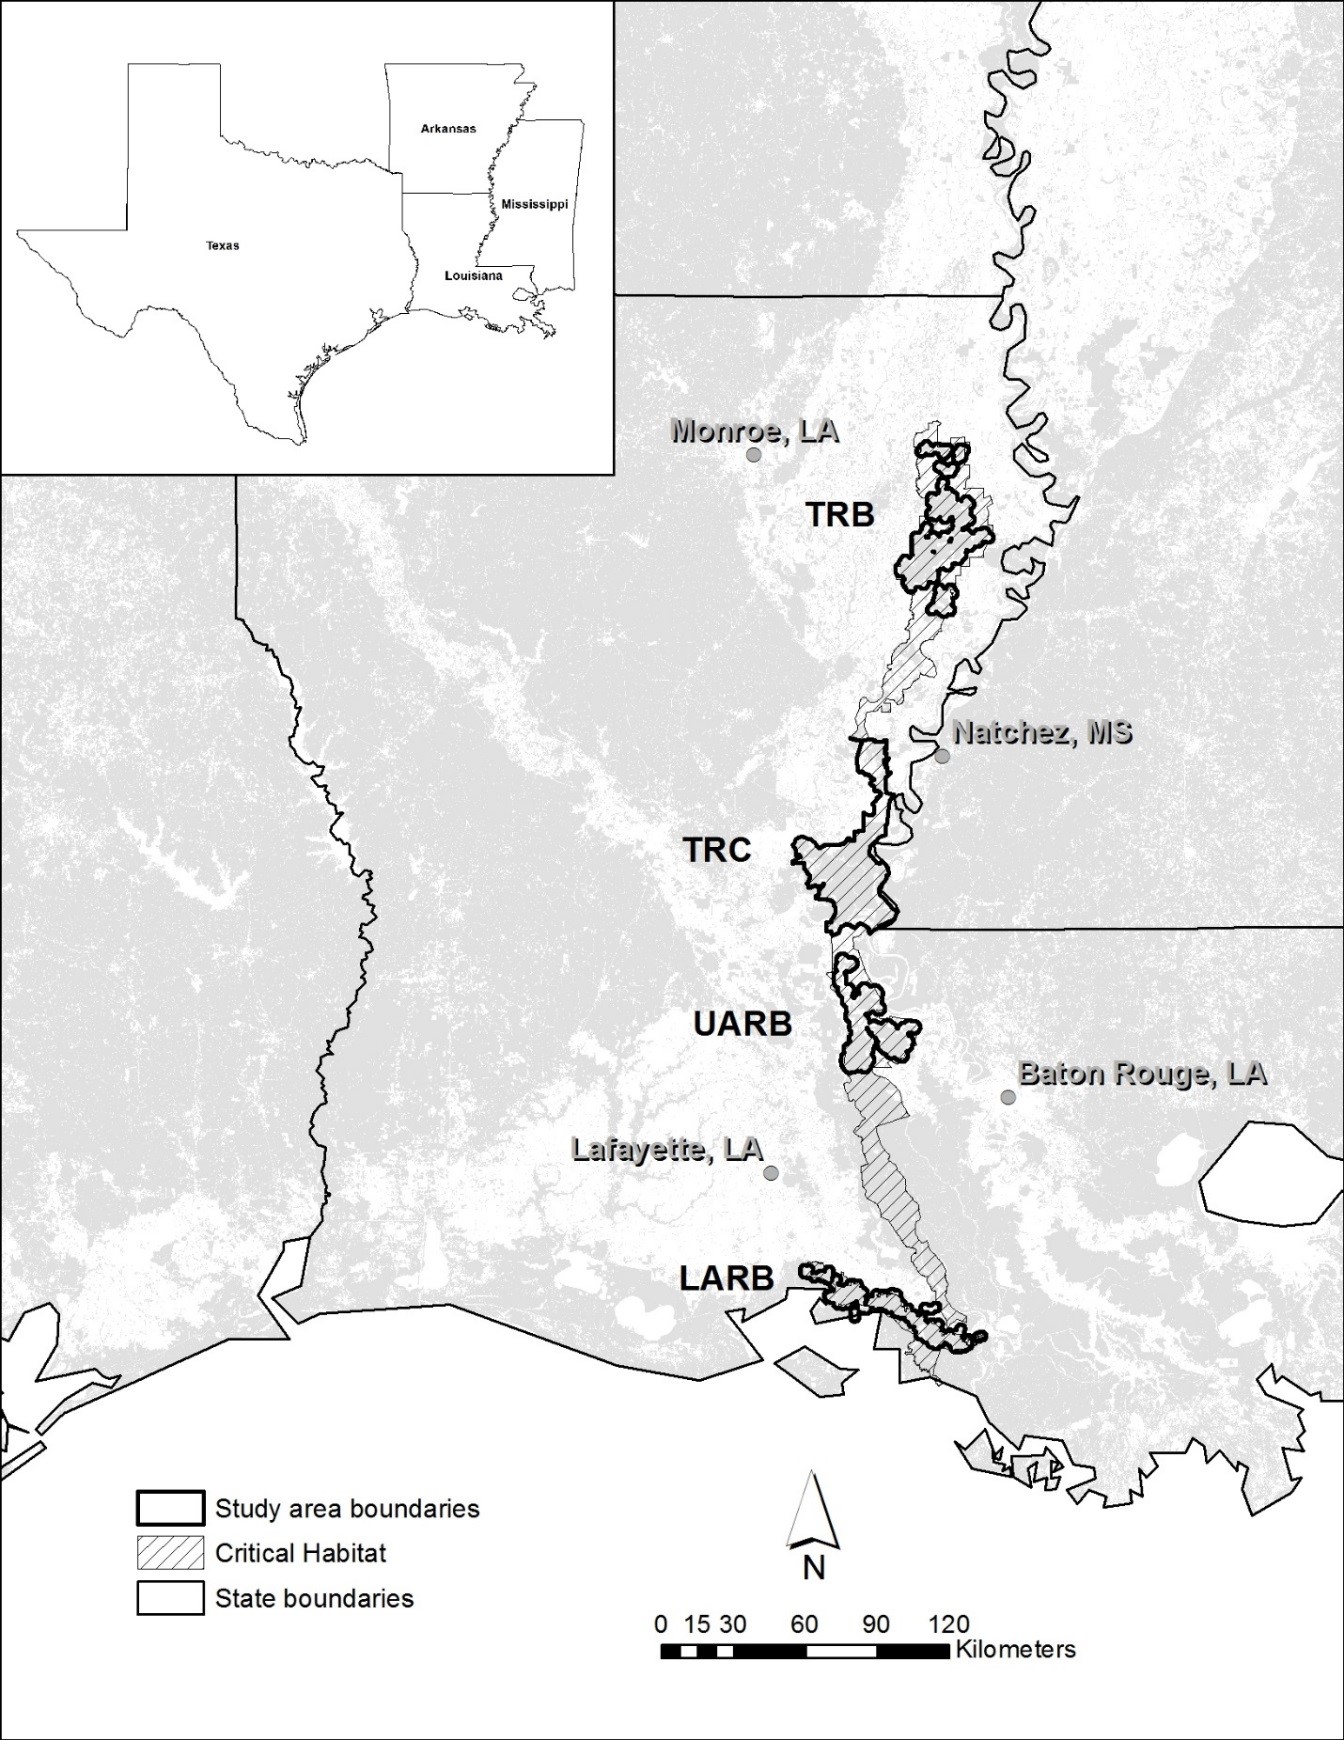 Arkansas
Mississippi
Texas
Louisiana
Monroe, LA
TRB
Natchez, MS
TRC
UARB
Baton Rouge, LA
Lafayette, LA
LARB
Study area boundaries
Critical Habitat
State boundaries
N
0 15 30 60 90 120
Kilometers